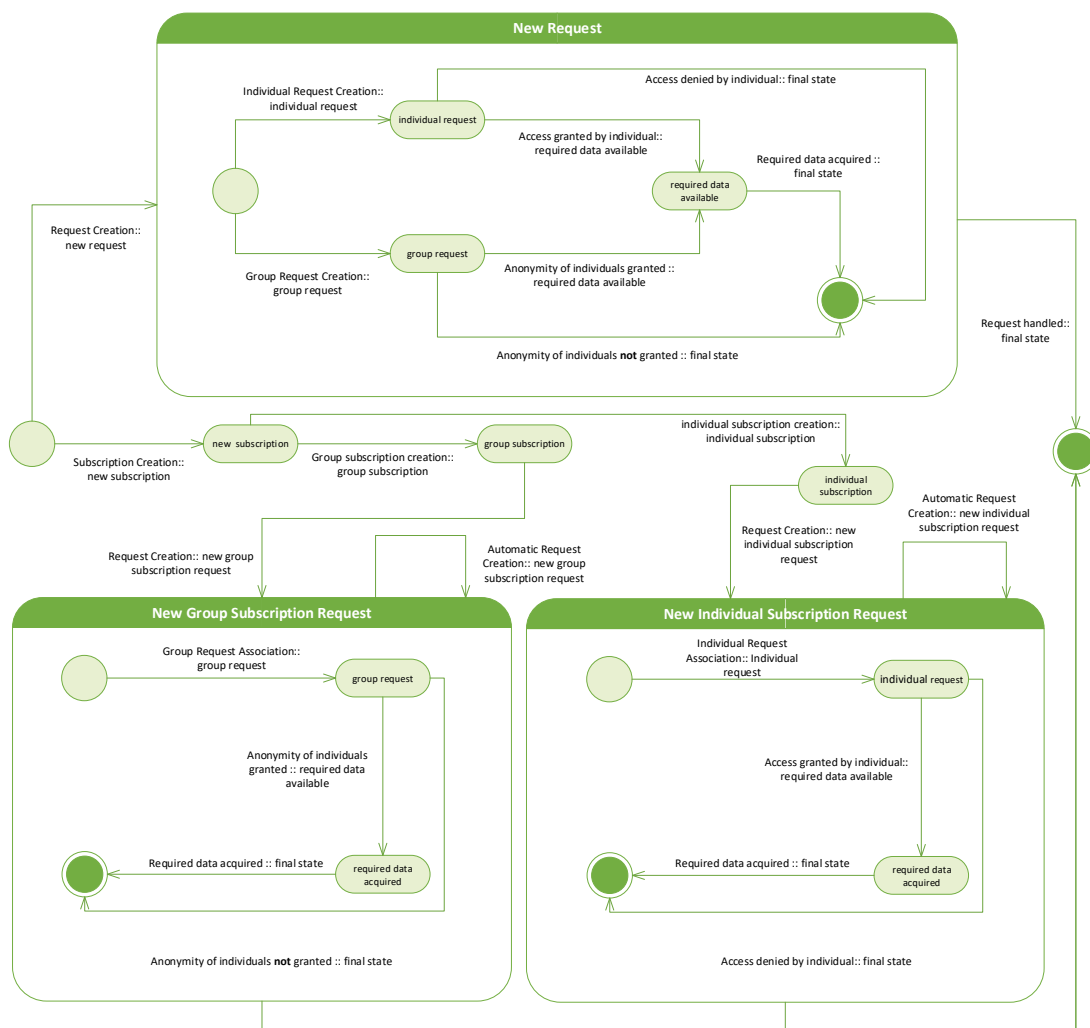 New Request
Access denied by individual:: final state
Individual Request Creation::
individual request
individual request
Access granted by individual::
required data available
Required data acquired ::
final state
required data
available
Request Creation::
new request
group request
Group Request Creation::
group request
Anonymity of individuals granted ::
required data available
Request handled::
final state
Anonymity of individuals not granted :: final state
individual subscription creation::
individual subscription
new subscription
group subscription
Subscription Creation::
new subscription
Group subscription creation::
group subscription
individual
subscription
Automatic Request
Creation:: new individual
subscription request
Request Creation:: new
individual subscription
request
Request Creation:: new group
subscription request
Automatic Request
Creation:: new group
subscription request
New Group Subscription Request
New Individual Subscription Request
Group Request Association::
group request
group request
Individual Request
Association:: Individual
request
individual request
Anonymity of individuals
granted :: required data
available
Access granted by individual::
required data available
Required data acquired :: final state
required data
acquired
Required data acquired :: final state
required data
acquired
Anonymity of individuals not granted :: final state
Access denied by individual:: final state